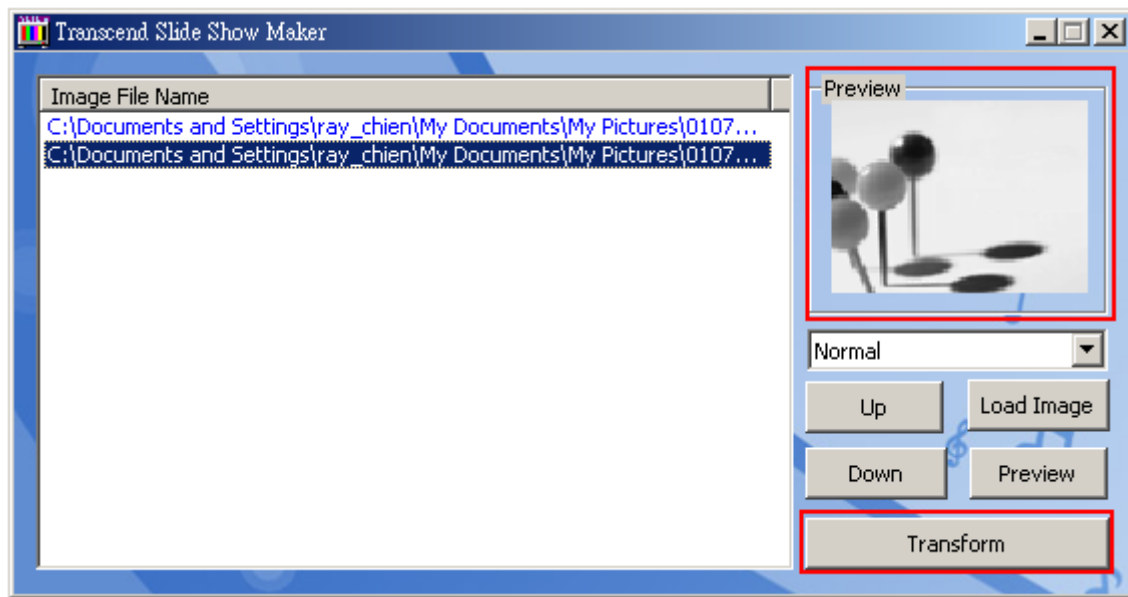 Transcend Slide Show Maker
Image File Name
C:\Documents and Settings\ray_chien\My Documents\My Pictures\0107...
C:\Documents and Settings\ray_chien\My Documents\My Pictures\0107...
Preview
Normal
Up
Load Image
Down
Preview
Transform